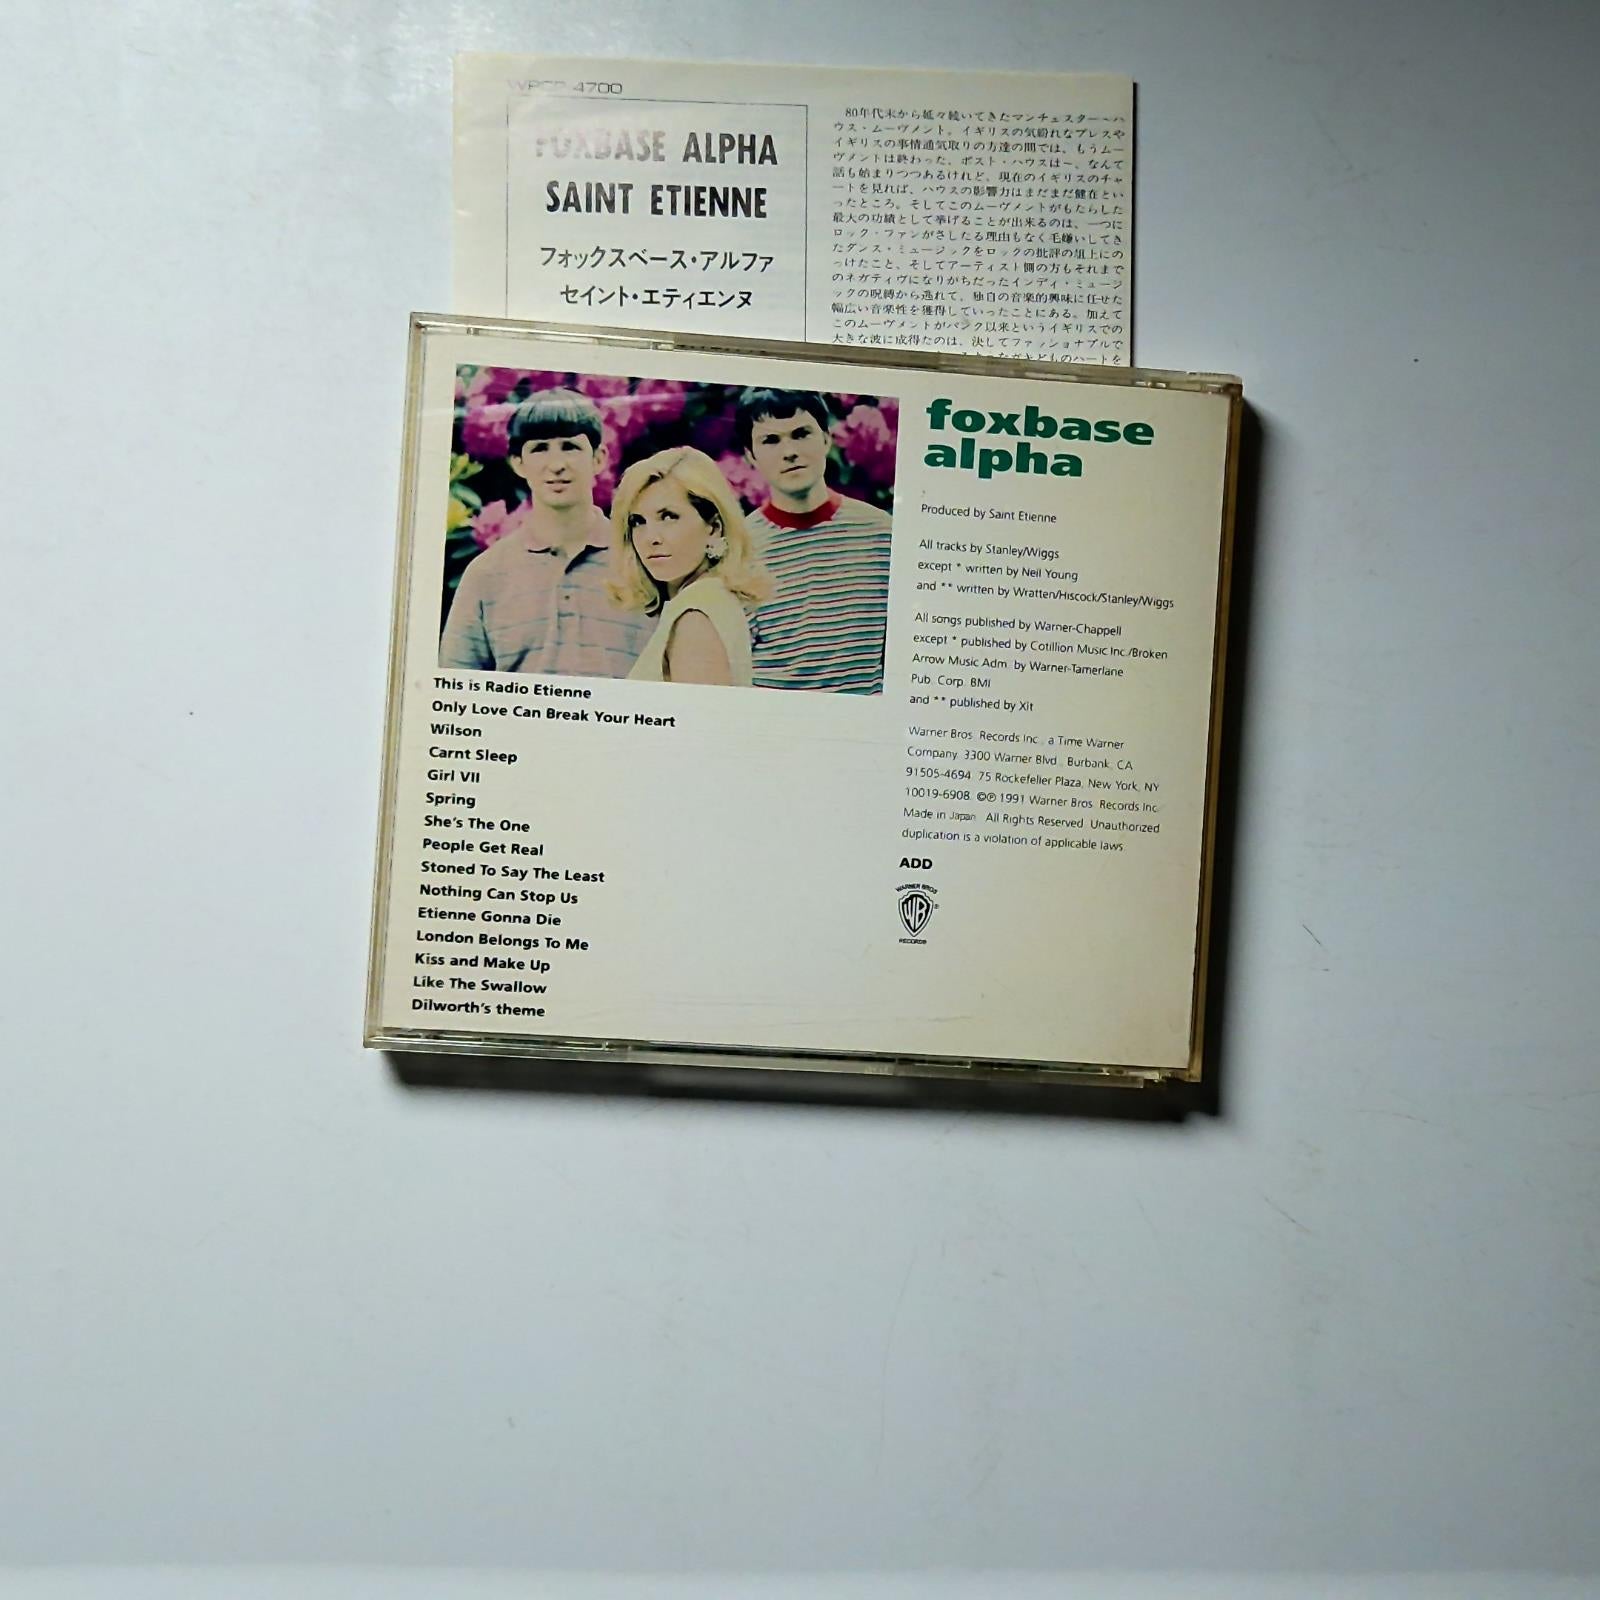 WPCP-4700
FOXBASE ALPHA
SAINT ETIENNE
フォックスベース・アルファ
セイント・エティエンヌ
80年代末から延々続いてきたマンチェスター〜ハ
ウス・ムーヴメント。イギリスの気紛れなプレスや
イギリスの事情通気取りの方達の間では、もうムー
ヴメントは終わった、ポスト・ハウスは〜、なんて
話も始まりつつあるけれど、現在のイギリスのチャ
ートを見れば、ハウスの影響力はまだまだ健在とい
ったところ。そしてこのムーヴメントがもたらした
最大の功績として挙げることが出来るのは、一つに
ロック・ファンがさしたる理由もなく毛嫌いしてき
たダンス・ミュージックをロックの批評の俎上にの
っけたこと、そしてアーティスト側の方もそれまで
のネガティヴになりがちだったインディ・ミュージ
ックの呪縛から逃れて、独自の音楽的興味に任せた
幅広い音楽性を獲得していったことにある。加えて
このムーヴメントがパンク以来というイギリスでの
大きな波に成得たのは、決してファッショナブルで
ガキどものハートを
foxbase
alpha
Produced by Saint Etienne
All tracks by Stanley/Wiggs
except * written by Neil Young
and ** written by Wratten/Hiscock/Stanley/Wiggs
All songs published by Warner-Chappell
except * published by Cotillion Music Inc./Broken
Arrow Music Adm. by Warner-Tamerlane
Pub. Corp. BMI
and ** published by Xit
Warner Bros. Records Inc., a Time Warner
Company. 3300 Warner Blvd., Burbank, CA
91505-4694. 75 Rockefeller Plaza, New York, NY
10019-6908. ©℗ 1991 Warner Bros. Records Inc.
Made in Japan. All Rights Reserved. Unauthorized
duplication is a violation of applicable laws.
ADD
WARNER BROS
WB
®
RECORDS
This is Radio Etienne
Only Love Can Break Your Heart
Wilson
Carnt Sleep
Girl VII
Spring
She's The One
People Get Real
Stoned To Say The Least
Nothing Can Stop Us
Etienne Gonna Die
London Belongs To Me
Kiss and Make Up
Like The Swallow
Dilworth's theme